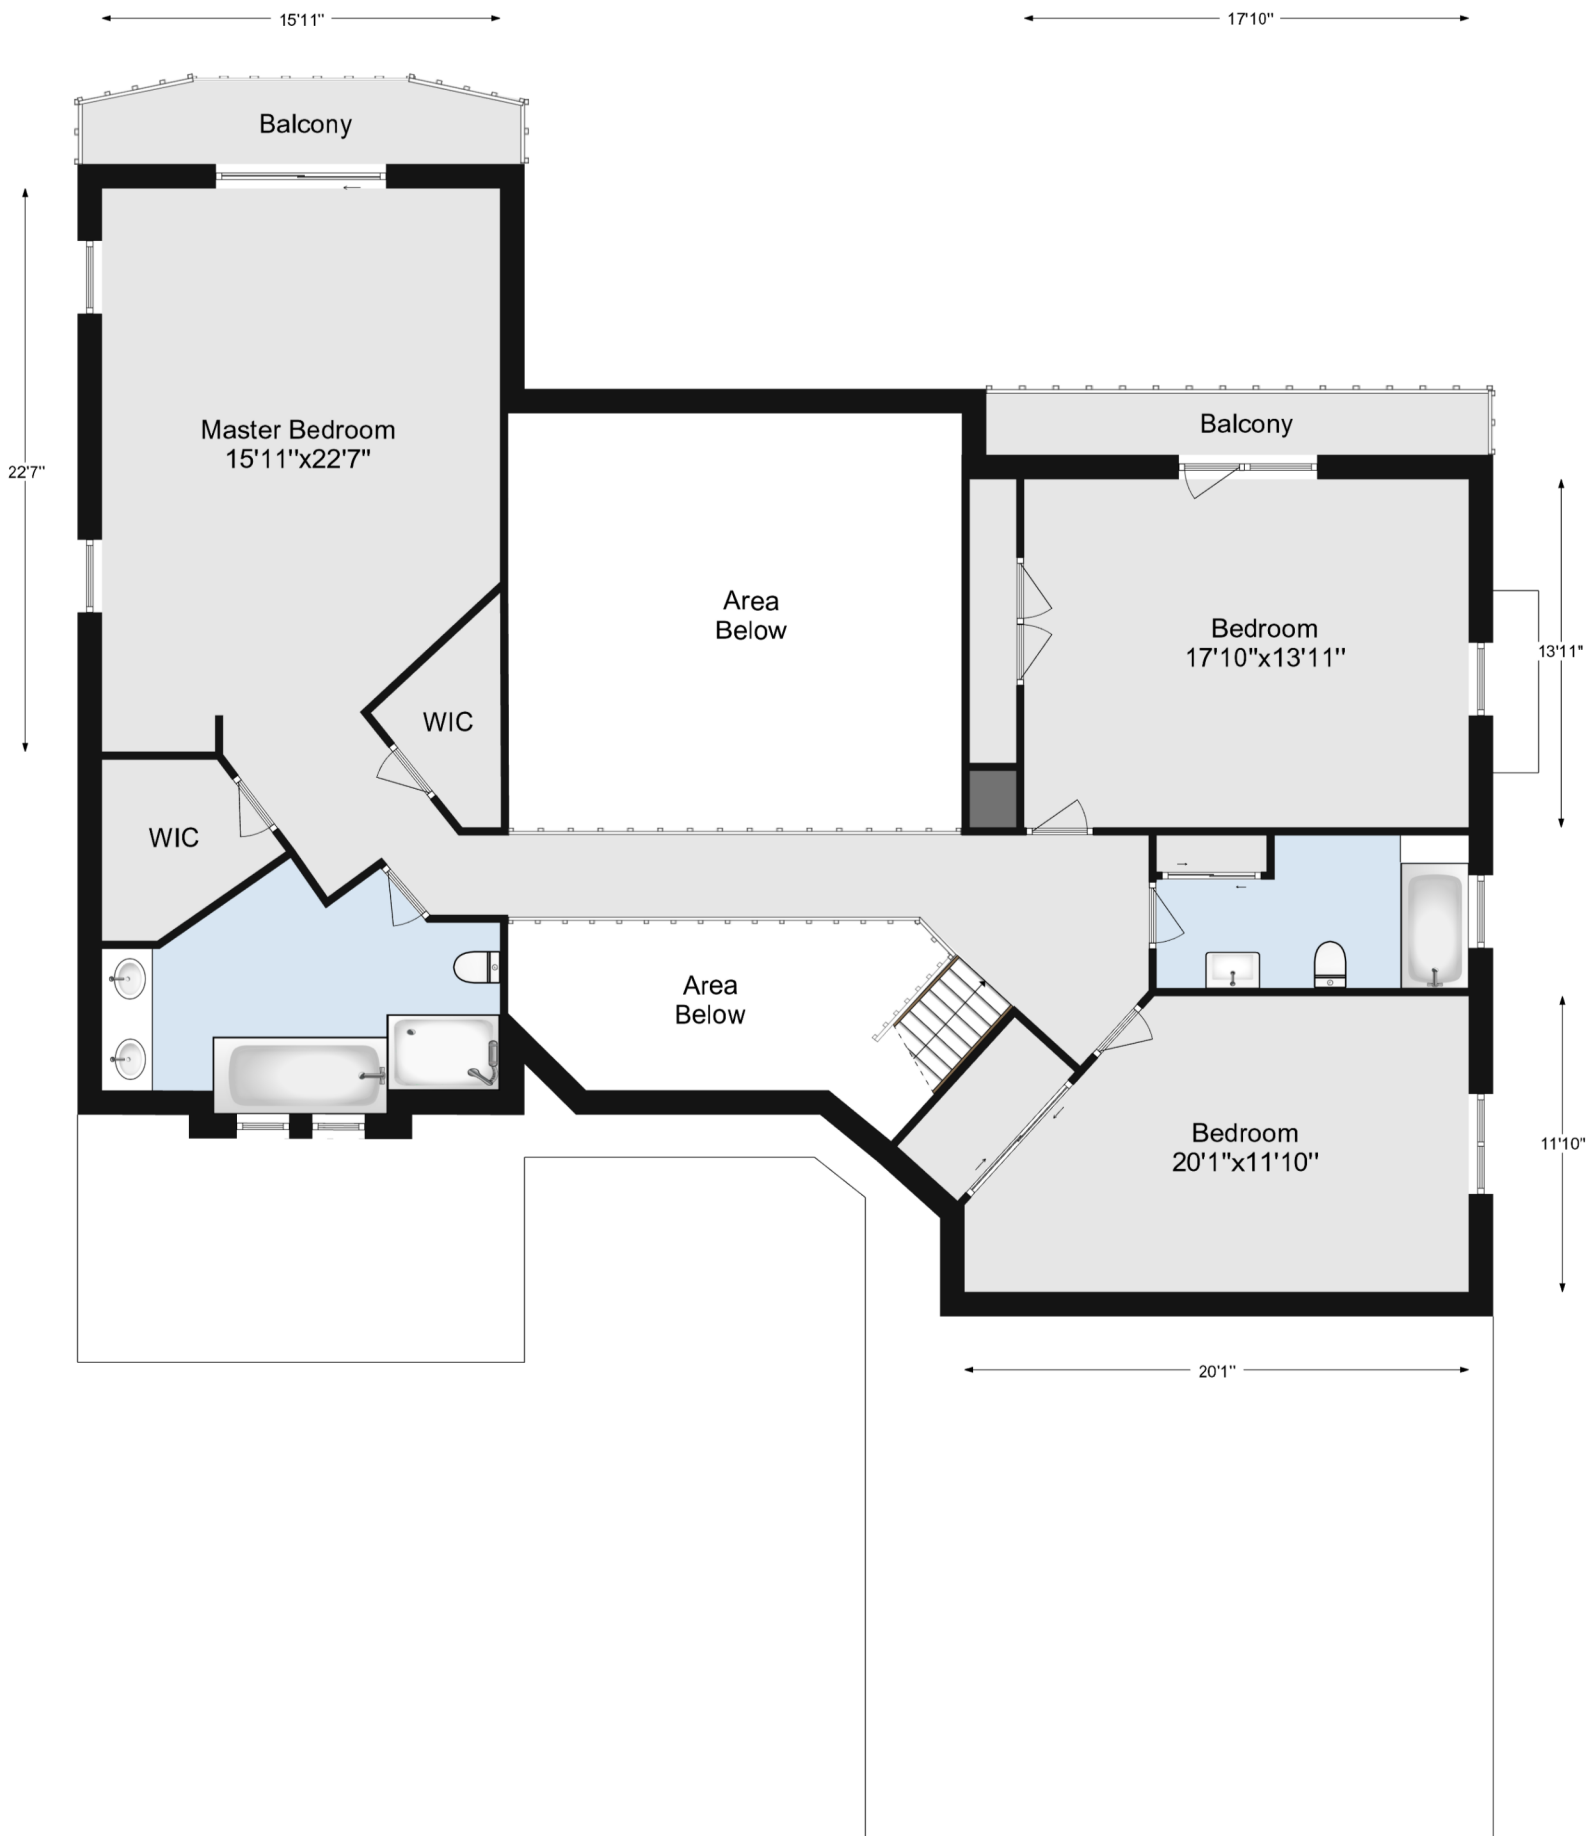 15'11"
17'10"
Balcony
Master Bedroom
15'11"x22'7"
22'7"
Balcony
Area
Below
Bedroom
17'10"x13'11"
13'11"
WIC
WIC
Area
Below
Bedroom
20'1"x11'10"
11'10"
20'1"